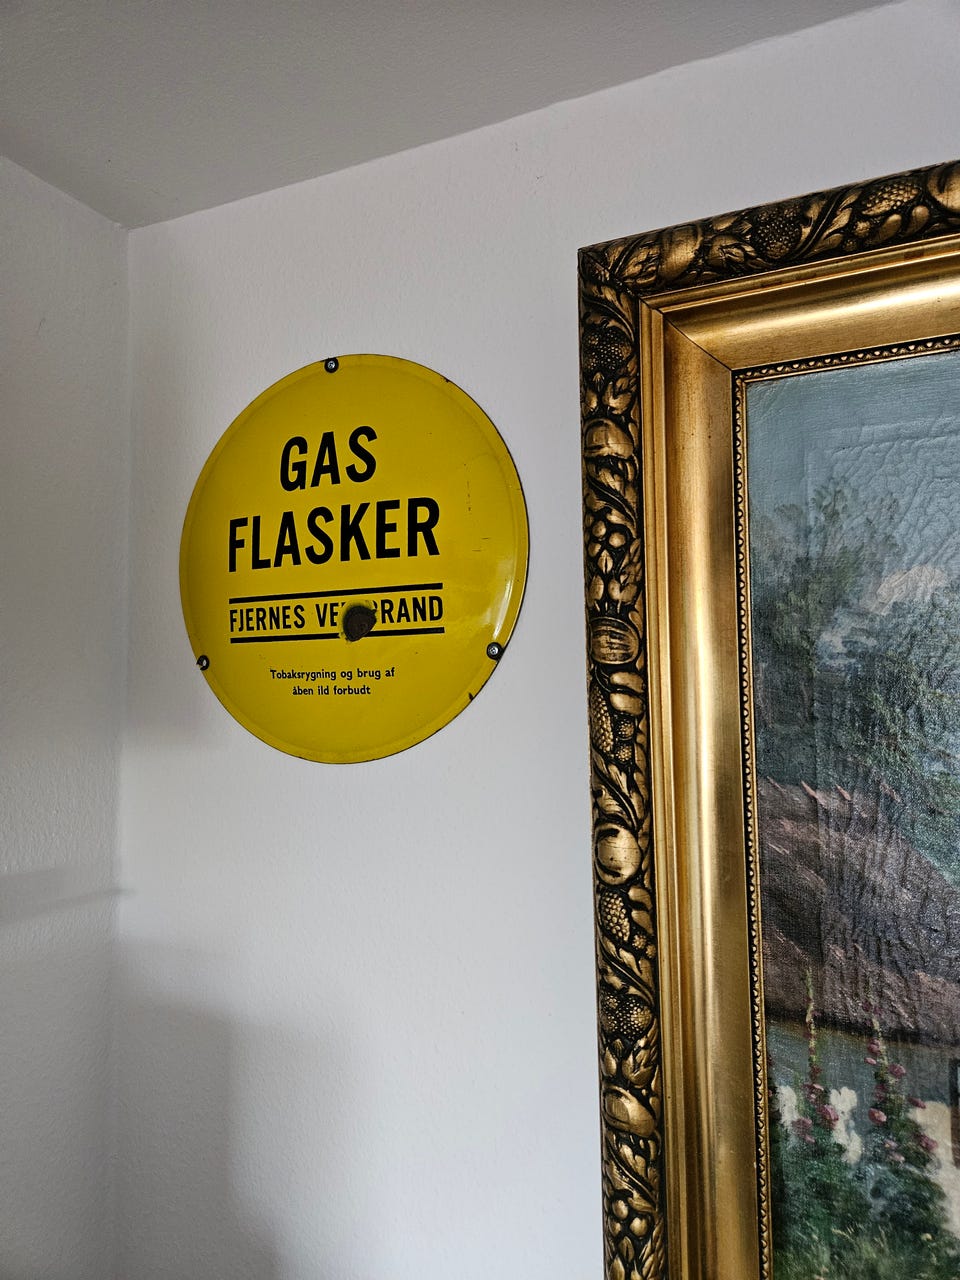 GAS
FLASKER
FJERNES
Tobaksrygning og brug af
åben ild forbudt